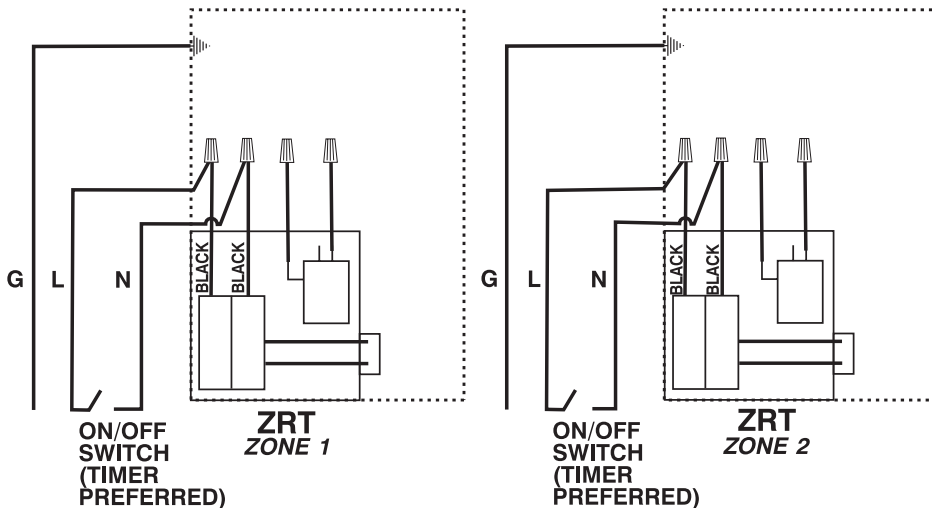 BLACK
BLACK
G L N
ZRT
ZONE 1
ON/OFF
SWITCH
(TIMER
PREFERRED)
BLACK
BLACK
G L N
ZRT
ZONE 2
ON/OFF
SWITCH
(TIMER
PREFERRED)